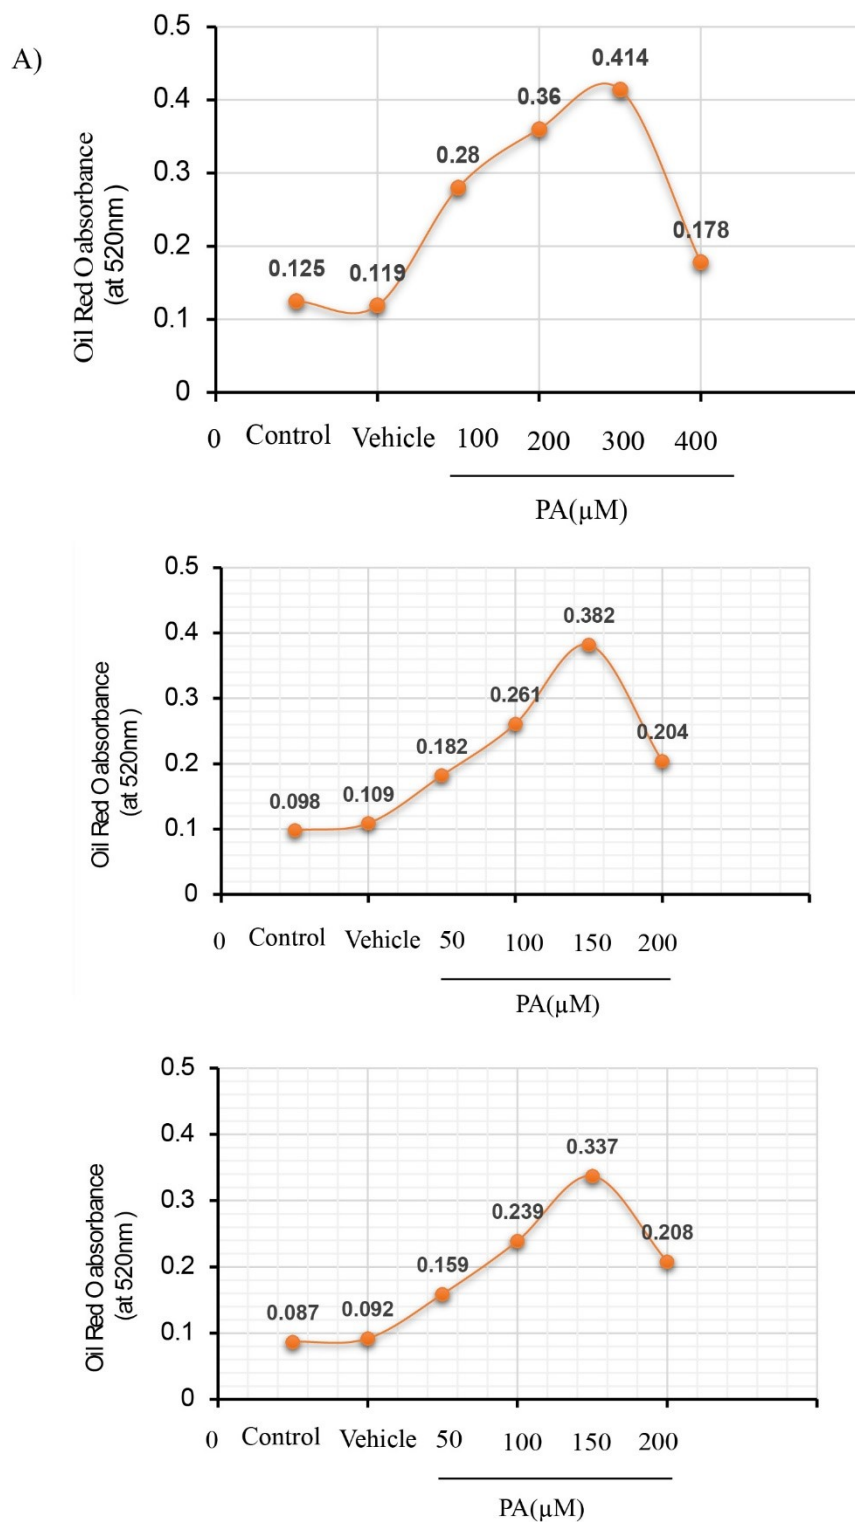 A)
Oil Red O absorbance
(at 520nm )
0.5
0.4
0.3
0.2
0.1
0
0.125
0.119
0.28
0.36
0.414
0.178
0 Control Vehicle 100 200 300 400
PA(µM)
Oil Red O absorbance
(at 520nm )
0.5
0.4
0.3
0.2
0.1
0
0.098
0.109
0.182
0.261
0.382
0.204
0 Control Vehicle 50 100 150 200
PA(µM)
Oil Red O absorbance
(at 520nm )
0.5
0.4
0.3
0.2
0.1
0
0.087
0.092
0.159
0.239
0.337
0.208
0 Control Vehicle 50 100 150 200
PA(µM)